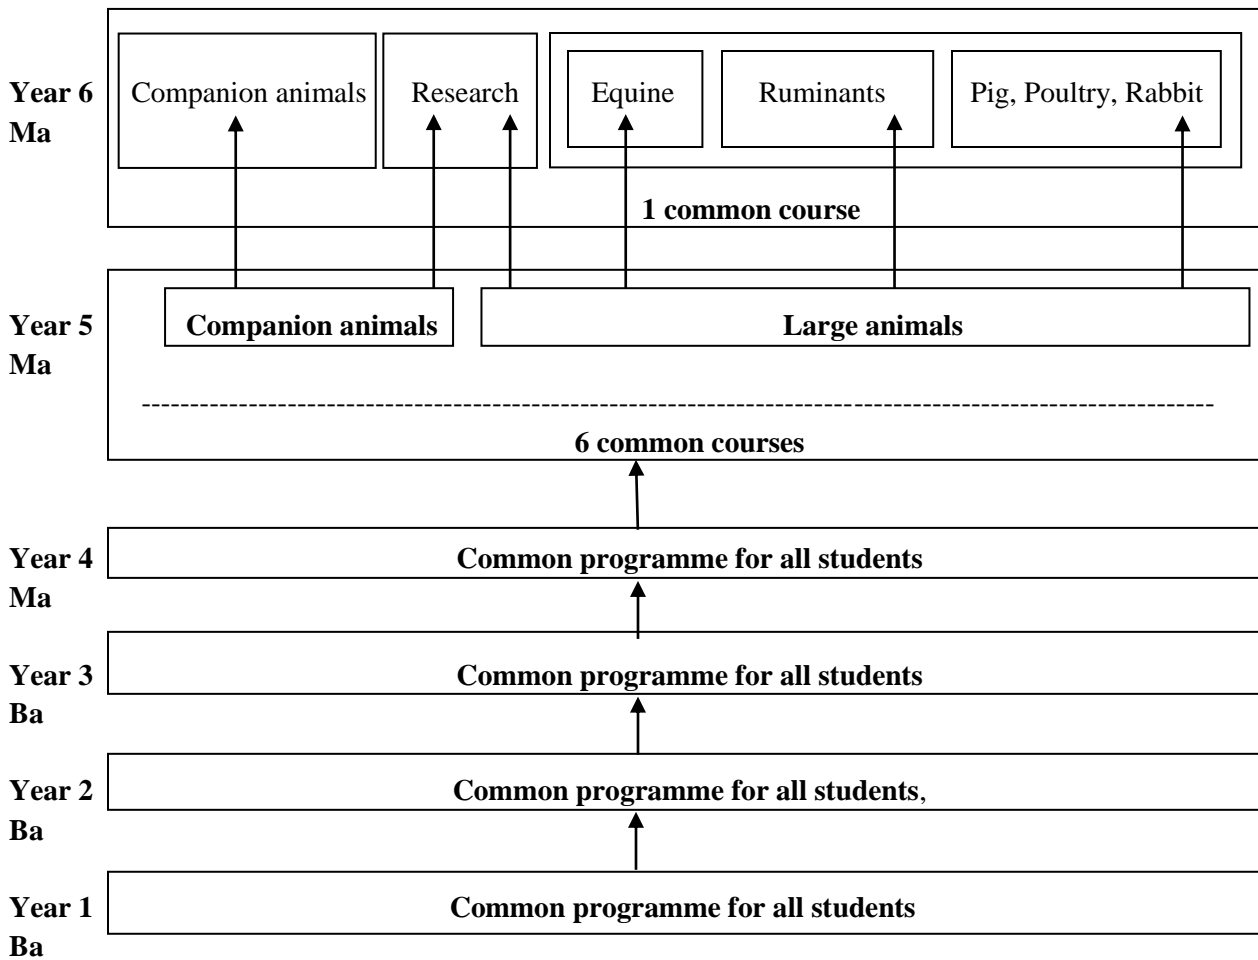 Year 6 Companion animals Research Equine Ruminants Pig, Poultry, Rabbit
Ma
1 common course
Year 5 Companion animals Large animals
Ma
--------------------------------------------------------------------------------------------------------------
6 common courses
Year 4 Common programme for all students
Ma
Year 3 Common programme for all students
Ba
Year 2 Common programme for all students,
Ba
Year 1 Common programme for all students
Ba